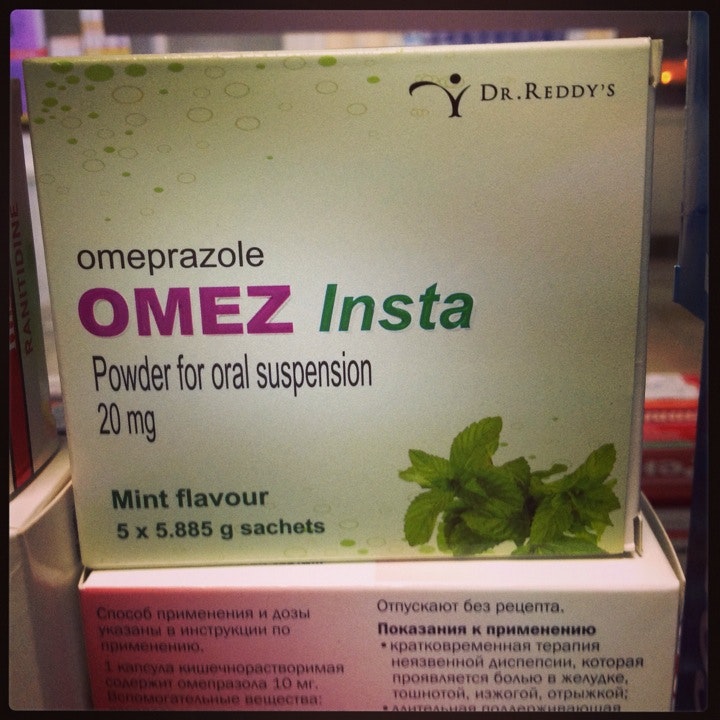 DR.REDDY'S
omeprazole
OMEZ Insta
Powder for oral suspension
20 mg
Mint flavour
5 x 5.885 g sachets
RANITIDINE
Способ применения и дозы
указаны в инструкции по
применению.
1 капсула кишечнорастворимая
содержит омепразола 10 мг.
Вспомогательные вещества:
Отпускают без рецепта.
Показания к применению
• кратковременная терапия
неязвенной диспепсии, которая
проявляется болью в желудке,
тошнотой, изжогой, отрыжкой;
• длительная поддерживающая